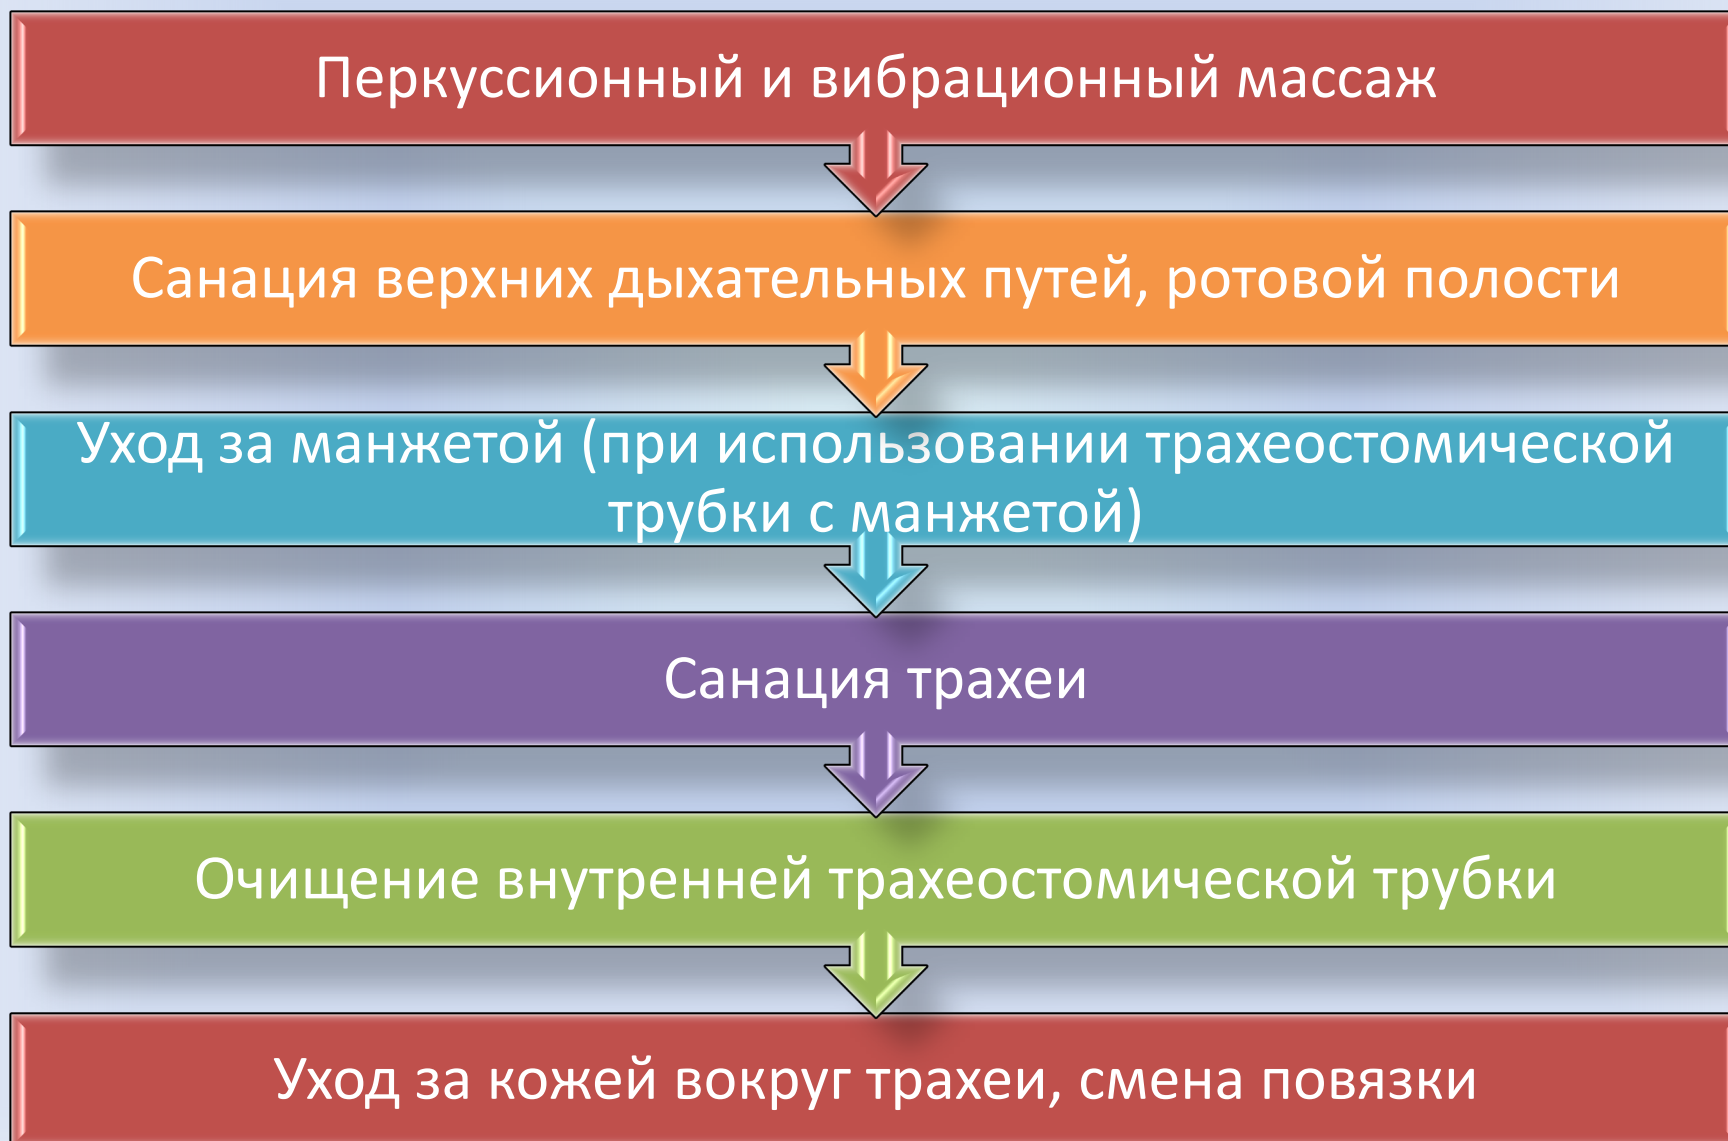 Перкуссионный и вибрационный массаж
Санация верхних дыхательных путей, ротовой полости
Уход за манжетой (при использовании трахеостомической
трубки с манжетой)
Санация трахеи
Очищение внутренней трахеостомической трубки
Уход за кожей вокруг трахеи, смена повязки